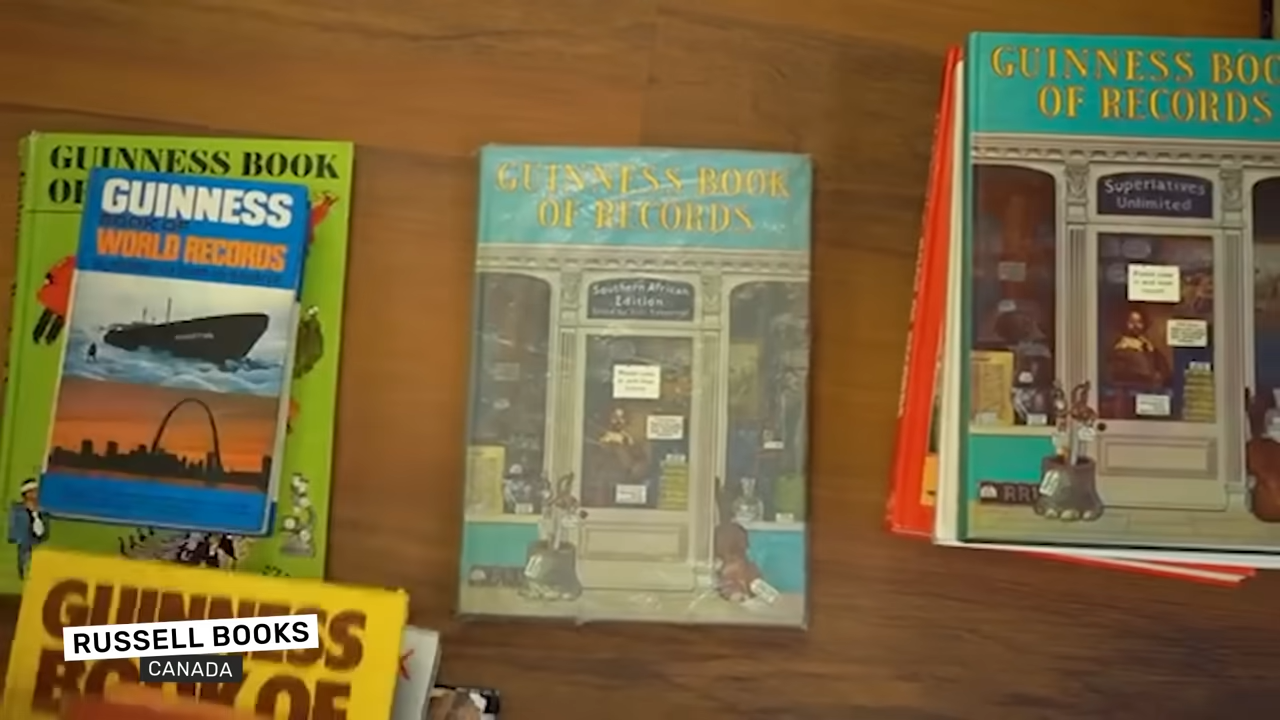 GUINNESS BOOK
GUINNESS
BOOK OF
WORLD RECORDS
GUINNESS
BOOK OF
RUSSELL BOOKS
CANADA
GUINNESS BOOK
OF RECORDS
Southern African
Edition
GUINNESS BOO
OF RECORDS
Superlatives
Unlimited